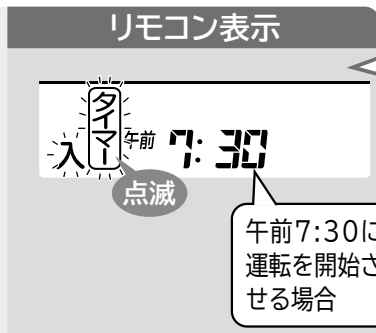 リモコン表示
タイマー
入
午前 7:30
点滅
午前7:30に
運転を開始さ
せる場合